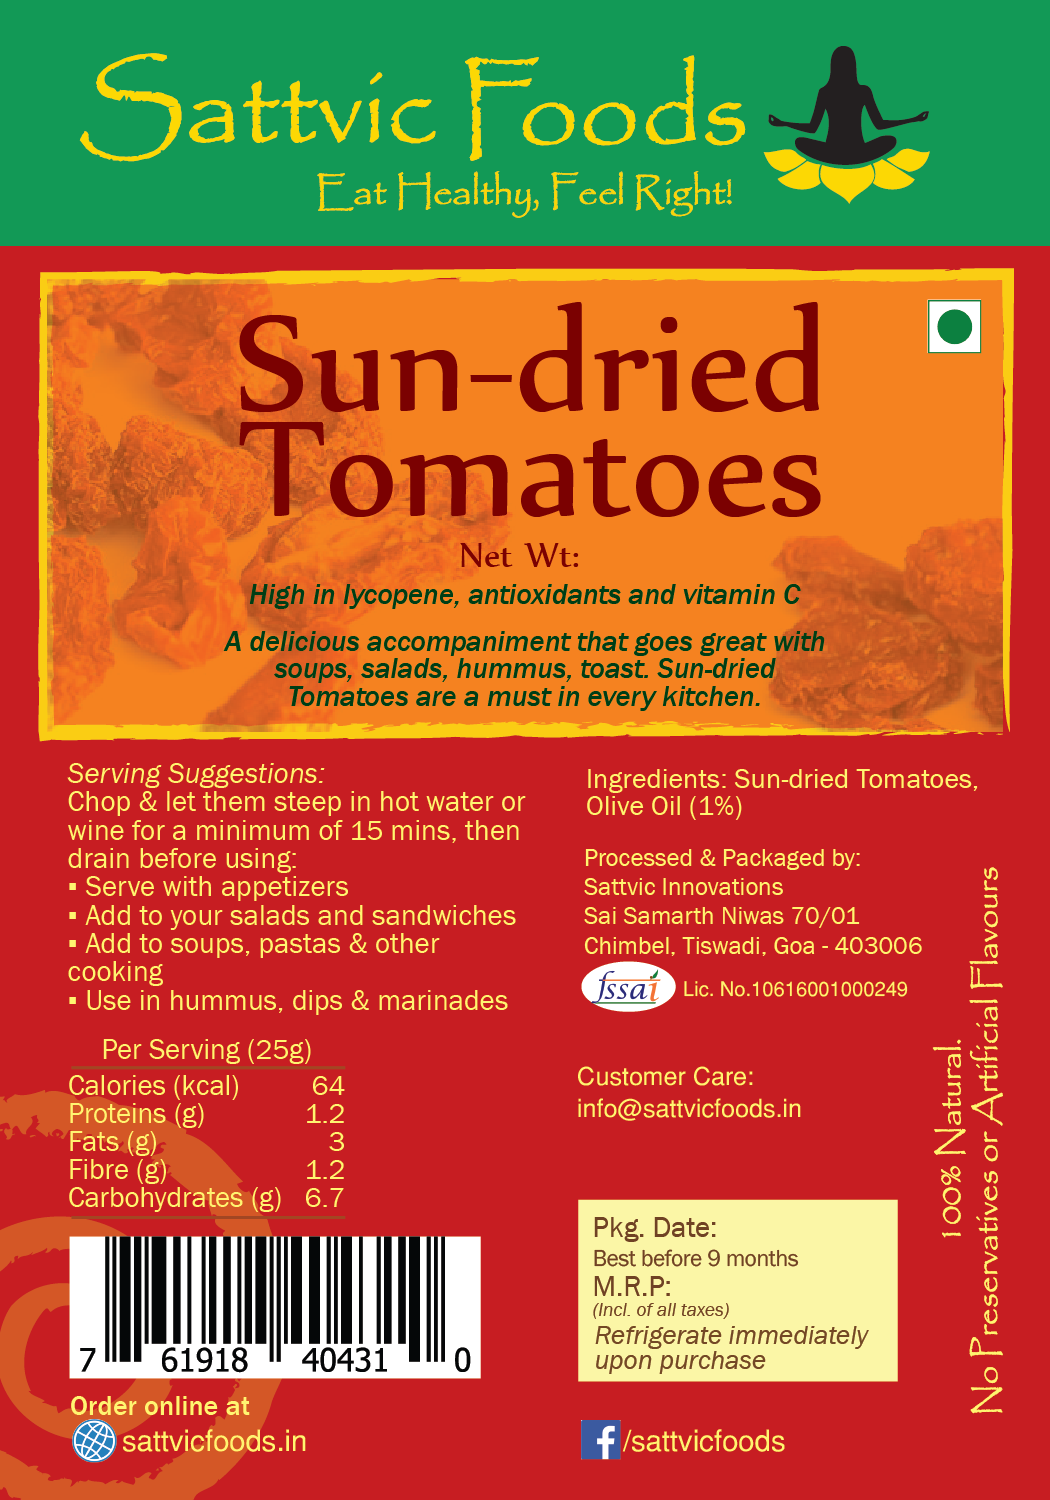 Sattvic Foods
Eat Healthy, Feel Right!
Sun-dried
Tomatoes
Net Wt:
High in lycopene, antioxidants and vitamin C
A delicious accompaniment that goes great with
soups, salads, hummus, toast. Sun-dried
Tomatoes are a must in every kitchen.
Serving Suggestions:
Chop & let them steep in hot water or
wine for a minimum of 15 mins, then
drain before using:
▪ Serve with appetizers
▪ Add to your salads and sandwiches
▪ Add to soups, pastas & other
cooking
▪ Use in hummus, dips & marinades
Per Serving (25g)
Calories (kcal) 64
Proteins (g) 1.2
Fats (g) 3
Fibre (g) 1.2
Carbohydrates (g) 6.7
7 61918 40431 0
Order online at
sattvicfoods.in
Ingredients: Sun-dried Tomatoes,
Olive Oil (1%)
Processed & Packaged by:
Sattvic Innovations
Sai Samarth Niwas 70/01
Chimbel, Tiswadi, Goa - 403006
fssai Lic. No.10616001000249
Customer Care:
info@sattvicfoods.in
Pkg. Date:
Best before 9 months
M.R.P:
(Incl. of all taxes)
Refrigerate immediately
upon purchase
f/sattvicfoods
100% Natural.
No Preservatives or Artificial Flavours